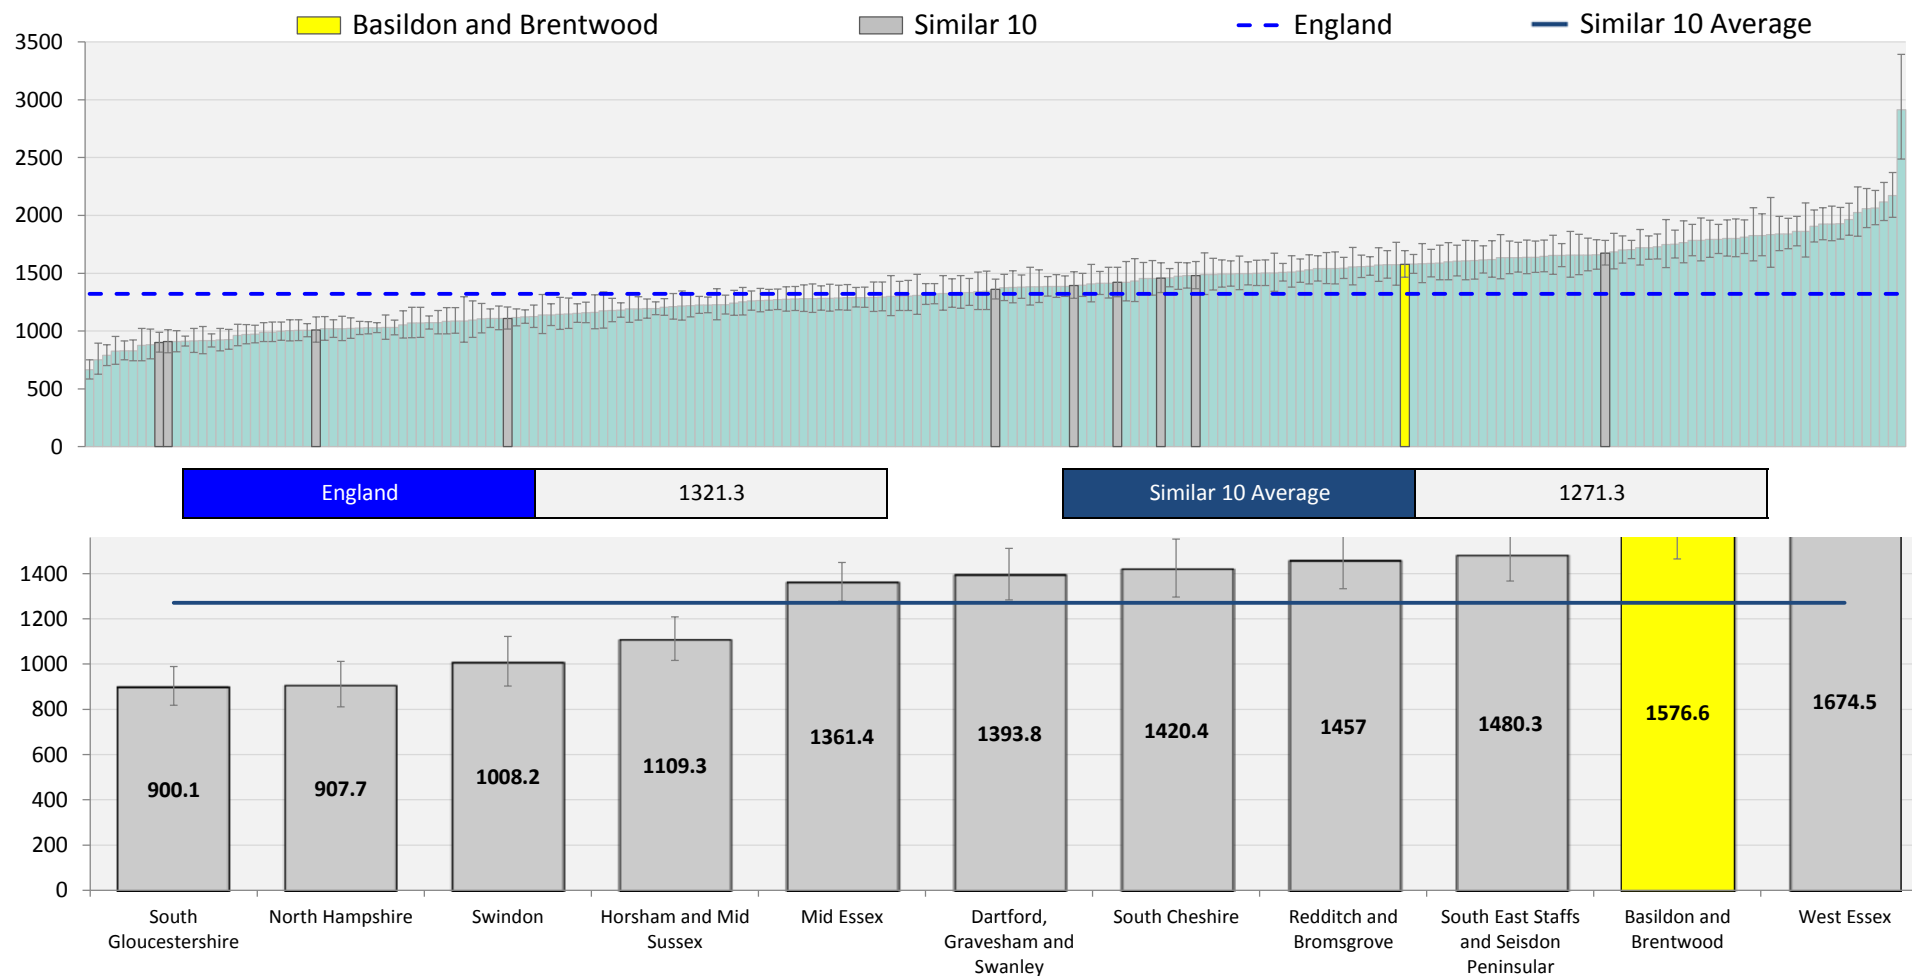 Basildon and Brentwood
Similar 10
England
Similar 10 Average
3500
3000
2500
2000
1500
1000
500
0
England
1321.3
Similar 10 Average
1271.3
1400
1200
1000
800
600
400
200
0
900.1
907.7
1008.2
1109.3
1361.4
1393.8
1420.4
1457
1480.3
1576.6
1674.5
South
Gloucestershire
North Hampshire
Swindon
Horsham and Mid
Sussex
Mid Essex
Dartford,
Gravesham and
Swanley
South Cheshire
Redditch and
Bromsgrove
South East Staffs
and Seisdon
Peninsular
Basildon and
Brentwood
West Essex